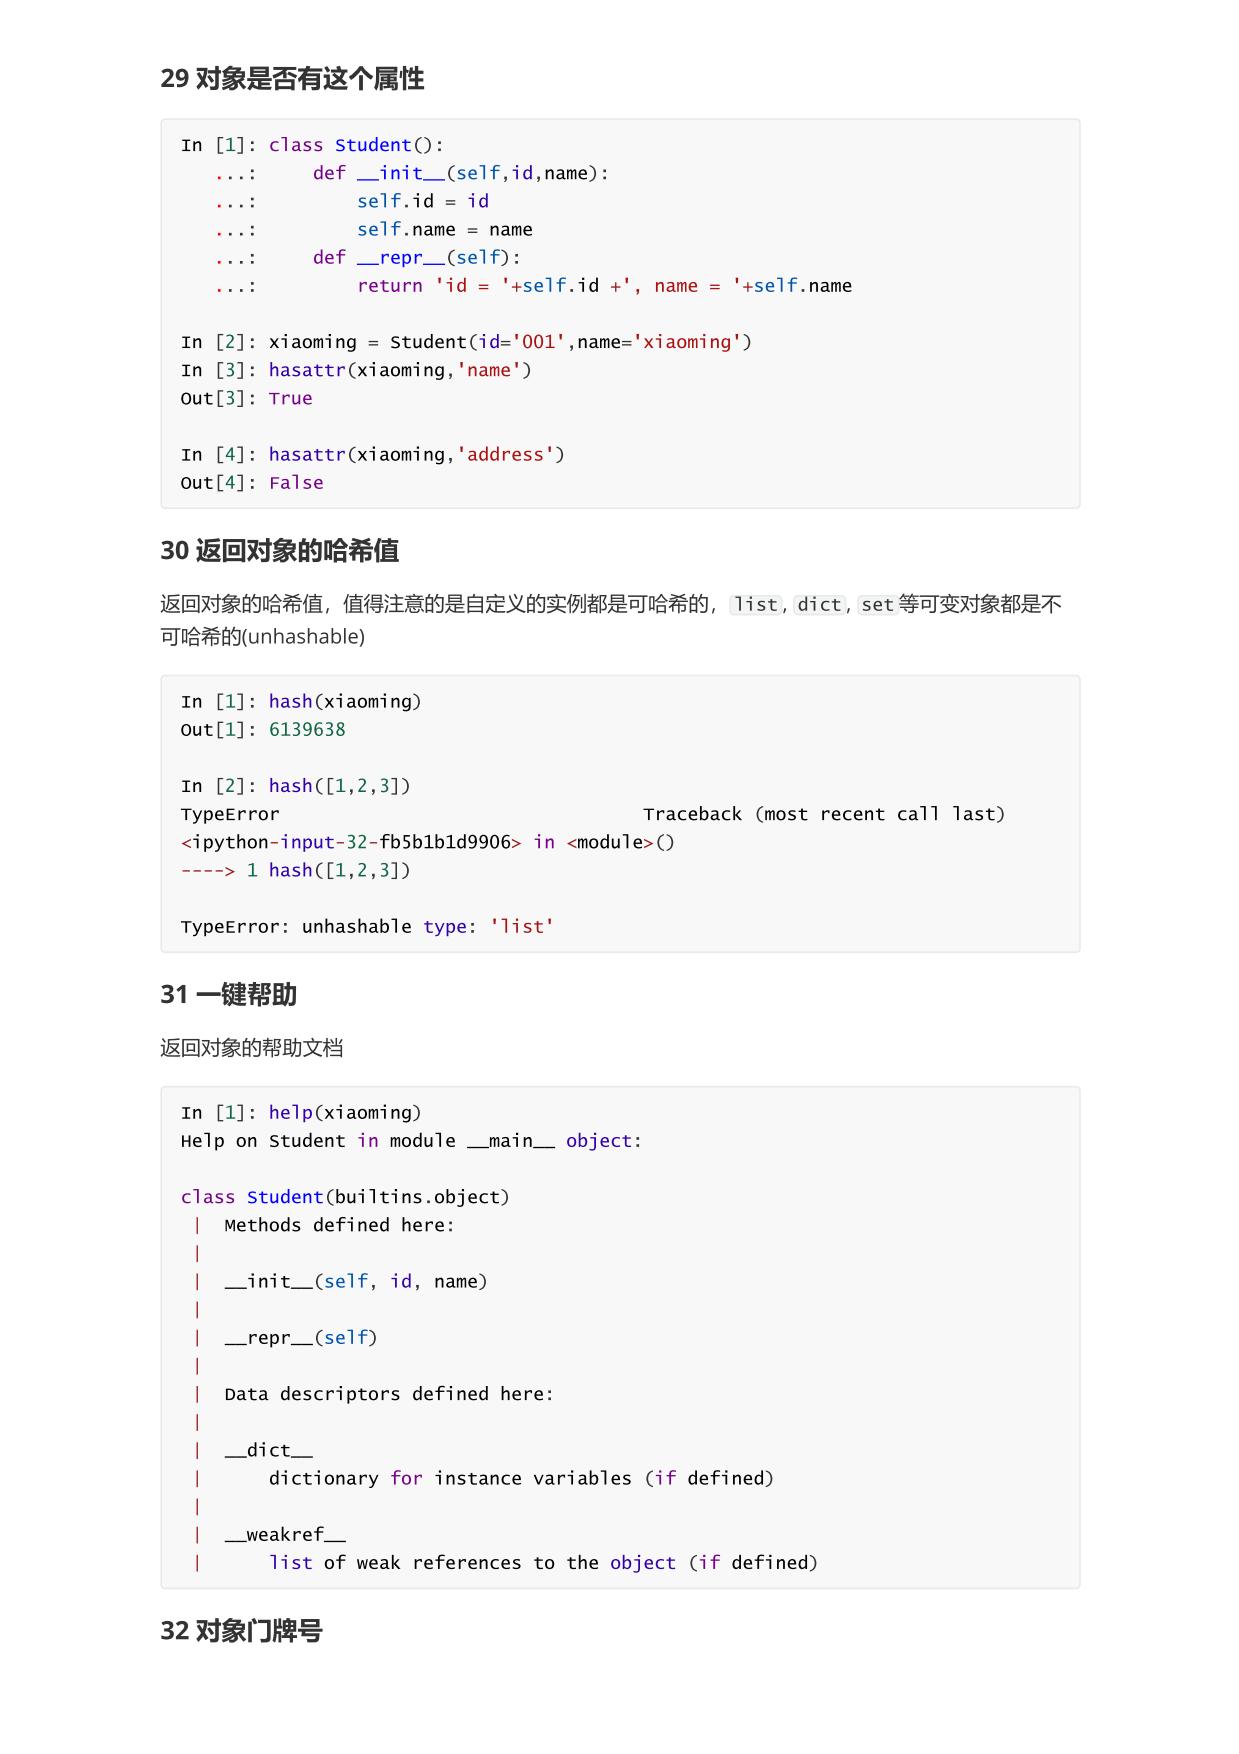 29 对象是否有这个属性
In [1]: class Student():
   ...:     def __init__(self,id,name):
   ...:         self.id = id
   ...:         self.name = name
   ...:     def __repr__(self):
   ...:         return 'id = '+self.id +', name = '+self.name
In [2]: xiaoming = Student(id='001',name='xiaoming')
In [3]: hasattr(xiaoming,'name')
Out[3]: True
In [4]: hasattr(xiaoming,'address')
Out[4]: False
30 返回对象的哈希值
返回对象的哈希值，值得注意的是自定义的实例都是可哈希的， list, dict, set等可变对象都是不
可哈希的(unhashable)
In [1]: hash(xiaoming)
Out[1]: 6139638
In [2]: hash([1,2,3])
TypeError                                 Traceback (most recent call last)
<ipython-input-32-fb5b1b1d9906> in <module>()
----> 1 hash([1,2,3])
TypeError: unhashable type: 'list'
31 一键帮助
返回对象的帮助文档
In [1]: help(xiaoming)
Help on Student in module __main__ object:
class Student(builtins.object)
 |  Methods defined here:
 |
 |  __init__(self, id, name)
 |
 |  __repr__(self)
 |
 |  Data descriptors defined here:
 |
 |  __dict__
 |      dictionary for instance variables (if defined)
 |
 |  __weakref__
 |      list of weak references to the object (if defined)
32 对象门牌号